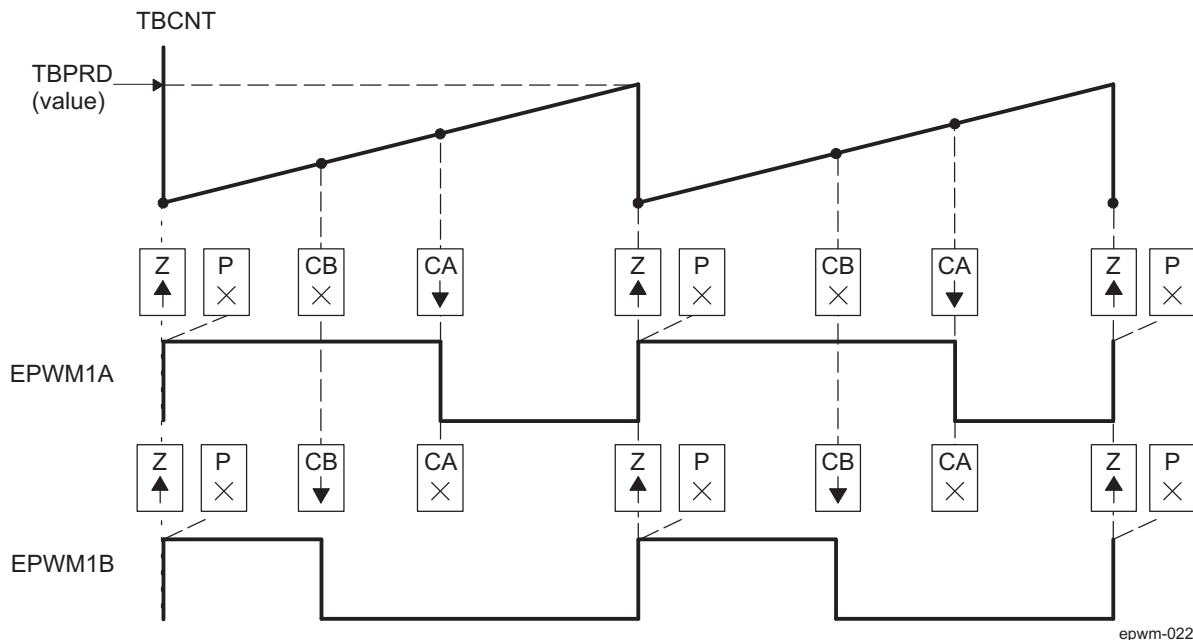 TBCNT
TBPRD
(value)
Z P CB CA Z P CB CA Z P
EPWM1A
Z P CB CA Z P CB CA Z P
EPWM1B
epwm-022